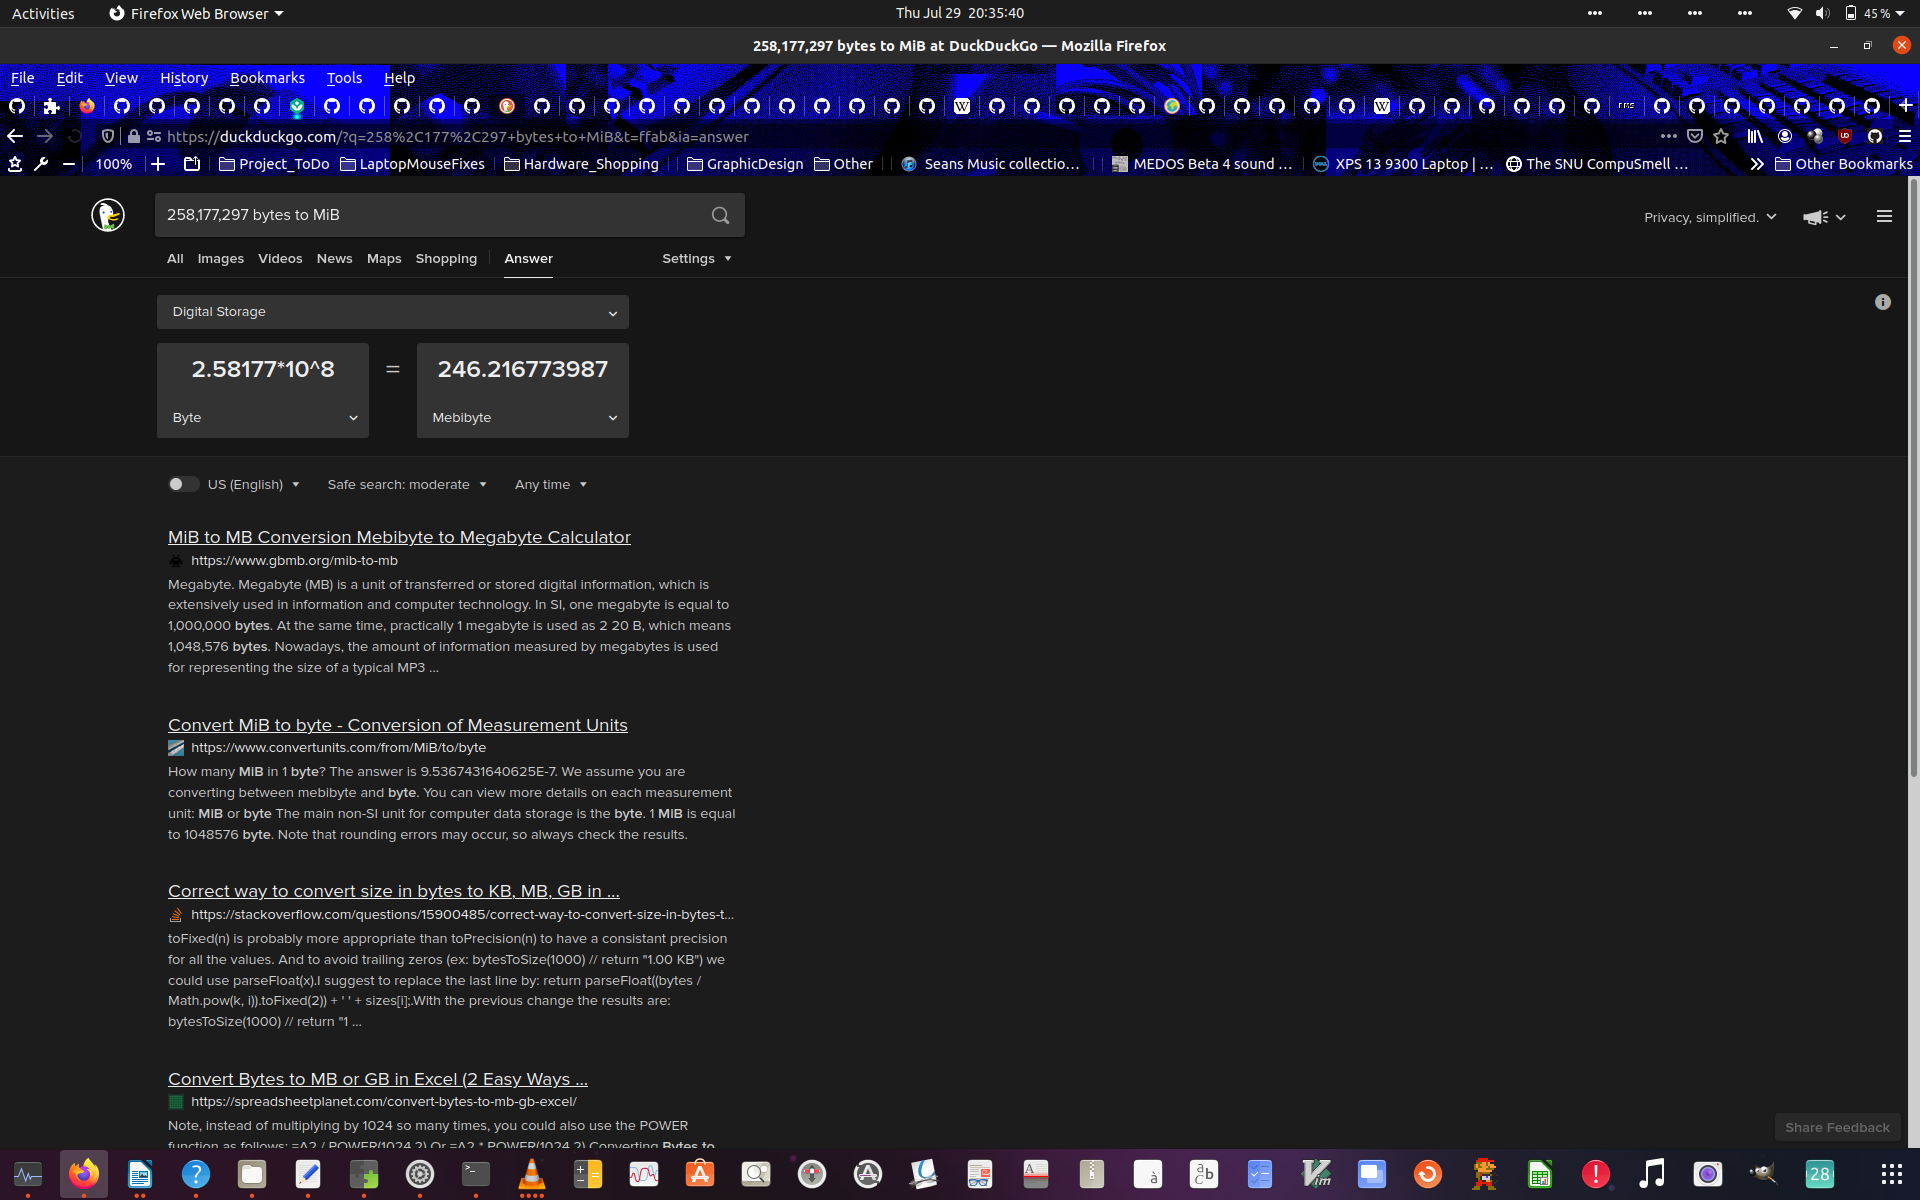 Activities Firefox Web Browser Thu Jul 29 20:35:40 45 %
258,177,297 bytes to MiB at DuckDuckGo — Mozilla Firefox
File Edit View History Bookmarks Tools Help
https://duckduckgo.com/?q=258%2C177%2C297+bytes+to+MiB&t=ffab&ia=answer
100% Project_ToDo LaptopMouseFixes Hardware_Shopping GraphicDesign Other Seans Music collectio… MEDOS Beta 4 sound … XPS 13 9300 Laptop | … The SNU CompuSmell … Other Bookmarks
258,177,297 bytes to MiB
Privacy, simplified.
All Images Videos News Maps Shopping Answer Settings
Digital Storage
2.58177*10^8 = 246.216773987
Byte Mebibyte
US (English) Safe search: moderate Any time
MiB to MB Conversion Mebibyte to Megabyte Calculator
https://www.gbmb.org/mib-to-mb
Megabyte. Megabyte (MB) is a unit of transferred or stored digital information, which is
extensively used in information and computer technology. In SI, one megabyte is equal to
1,000,000 bytes. At the same time, practically 1 megabyte is used as 2 20 B, which means
1,048,576 bytes. Nowadays, the amount of information measured by megabytes is used
for representing the size of a typical MP3 ...
Convert MiB to byte - Conversion of Measurement Units
https://www.convertunits.com/from/MiB/to/byte
How many MiB in 1 byte? The answer is 9.5367431640625E-7. We assume you are
converting between mebibyte and byte. You can view more details on each measurement
unit: MiB or byte The main non-SI unit for computer data storage is the byte. 1 MiB is equal
to 1048576 byte. Note that rounding errors may occur, so always check the results.
Correct way to convert size in bytes to KB, MB, GB in ...
https://stackoverflow.com/questions/15900485/correct-way-to-convert-size-in-bytes-t...
toFixed(n) is probably more appropriate than toPrecision(n) to have a consistant precision
for all the values. And to avoid trailing zeros (ex: bytesToSize(1000) // return "1.00 KB") we
could use parseFloat(x).I suggest to replace the last line by: return parseFloat((bytes /
Math.pow(k, i)).toFixed(2)) + ' ' + sizes[i];.With the previous change the results are:
bytesToSize(1000) // return "1 ...
Convert Bytes to MB or GB in Excel (2 Easy Ways ...
https://spreadsheetplanet.com/convert-bytes-to-mb-gb-excel/
Note, instead of multiplying by 1024 so many times, you could also use the POWER
function as follows: =A2 / POWER(1024,2) Or =A2 * POWER(1024,2) Converting Bytes to
Share Feedback
28